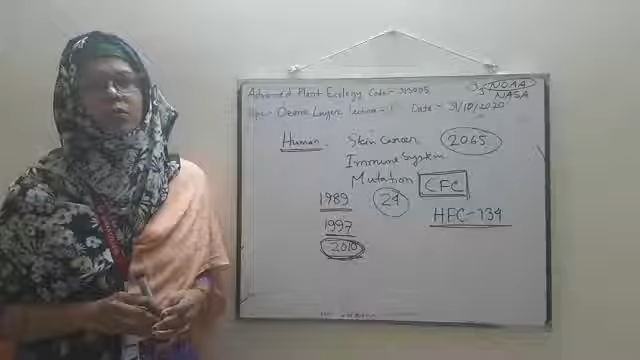 Advanced Plant Ecology Code:- 313005
Ozone Layer Lecture - 1 Date:- 31/10/2020
NOAA
NASA
Human Skin Cancer 2065
Immune System
Mutation CFC
1989 24 HFC-134
1997
2010